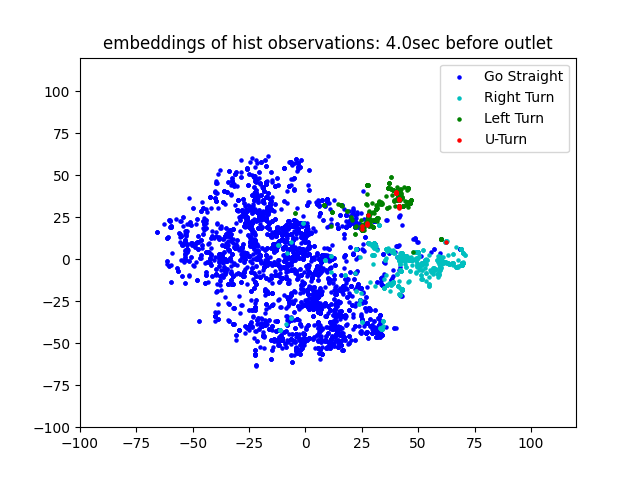 embeddings of hist observations: 4.0sec before outlet
Go Straight
Right Turn
Left Turn
U-Turn
100
75
50
25
0
−25
−50
−75
−100
−100 −75 −50 −25 0 25 50 75 100